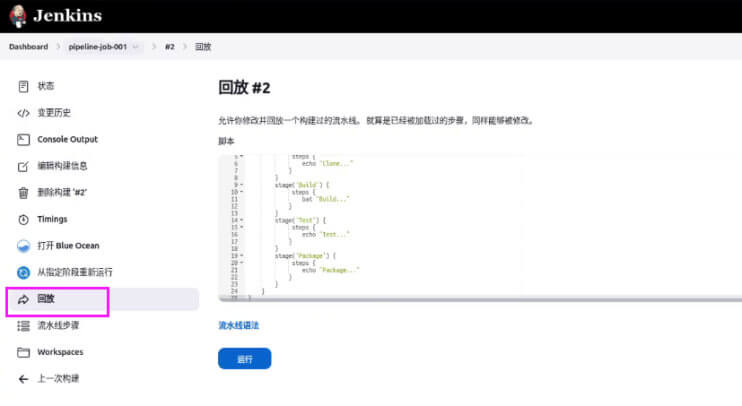 Jenkins
Dashboard > pipeline-job-001 > #2 > 回放
状态
变更历史
Console Output
编辑构建信息
删除构建 '#2'
Timings
打开 Blue Ocean
从指定阶段重新运行
回放
流水线步骤
Workspaces
上一次构建
回放 #2
允许你修改并回放一个构建过的流水线。 就算是已经被加载过的步骤，同样能够被修改。
脚本
5 steps {
6 echo "Clone..."
7 }
8 }
9 stage('Build') {
10 steps {
11 bat "Build..."
12 }
13 }
14 stage('Test') {
15 steps {
16 echo "Test..."
17 }
18 }
19 stage('Package') {
20 steps {
21 echo "Package..."
22 }
23 }
24 }
25 }
流水线语法
运行